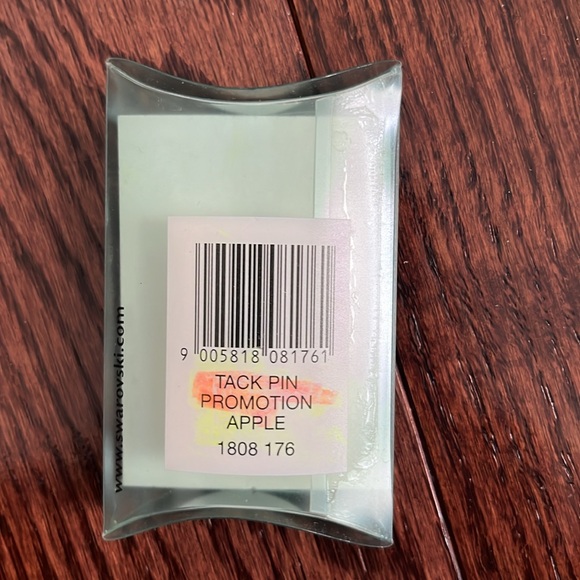 www.swarovski.com
9 005818 081761
TACK PIN
PROMOTION
APPLE
1808 176